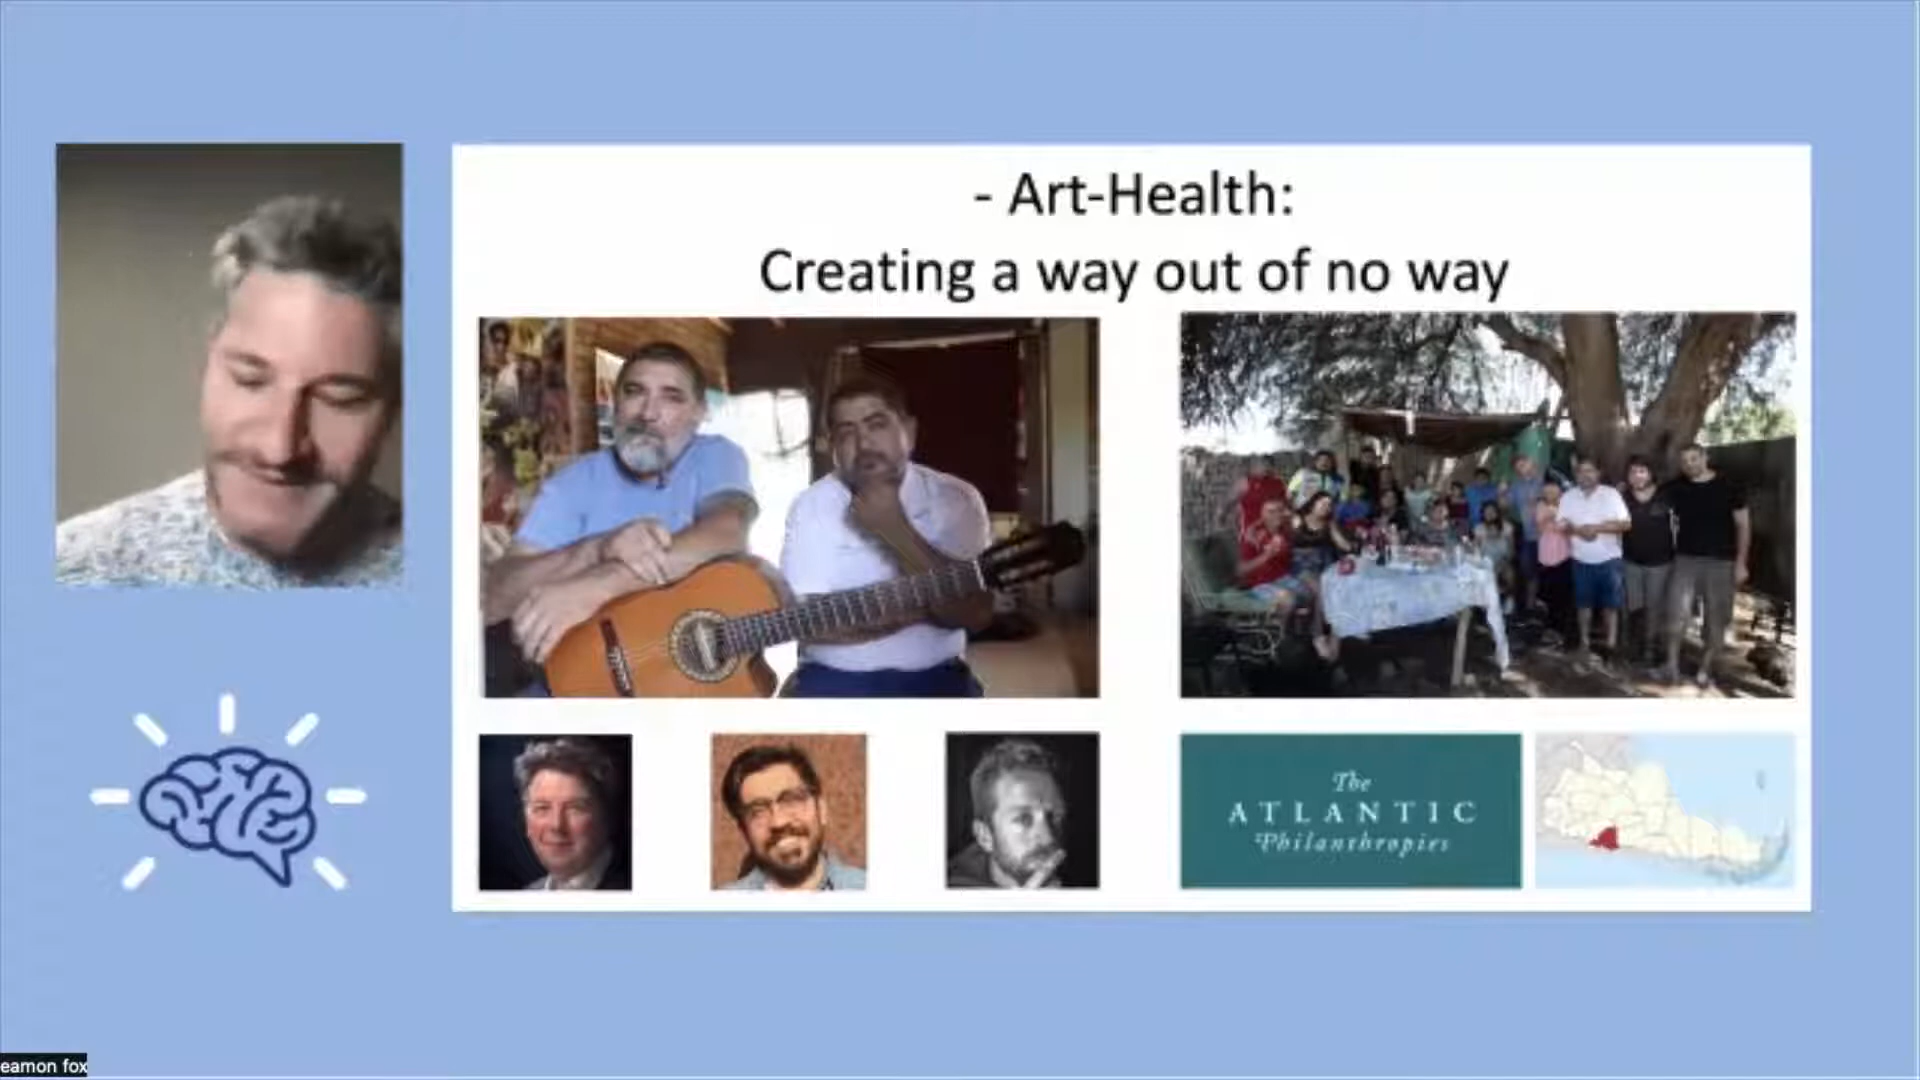 - Art-Health:
Creating a way out of no way
The
ATLANTIC
Philanthropies
eamon fox